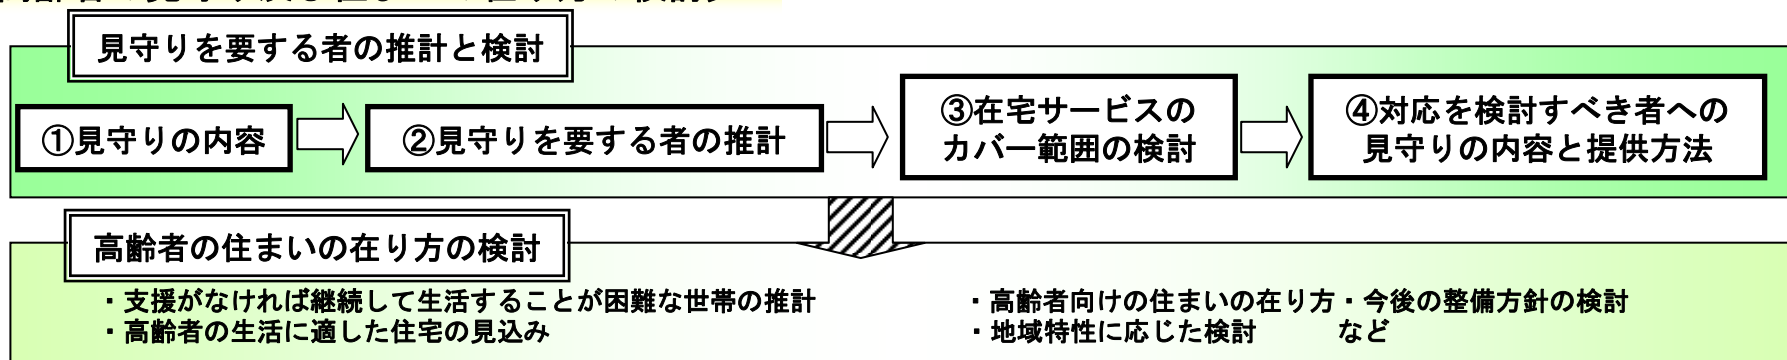 見守りを要する者の推計と検討
①見守りの内容
②見守りを要する者の推計
③在宅サービスの
カバー範囲の検討
④対応を検討すべき者への
見守りの内容と提供方法
高齢者の住まいの在り方の検討
・支援がなければ継続して生活することが困難な世帯の推計
・高齢者の生活に適した住宅の見込み
・高齢者向けの住まいの在り方・今後の整備方針の検討
・地域特性に応じた検討　　　など